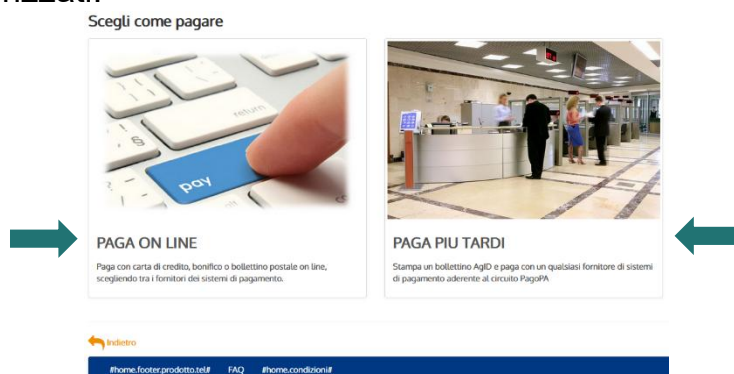 Scegli come pagare
return
pay
PAGA ON LINE
Paga con carta di credito, bonifico o bollettino postale on line,
scegliendo tra i fornitori dei sistemi di pagamento.
PAGA PIU TARDI
Stampa un bollettino AgID e paga con un qualsiasi fornitore di sistemi
di pagamento aderente al circuito PagoPA
Indietro
#home.footer.prodotto.tel# FAQ #home.condizioni#